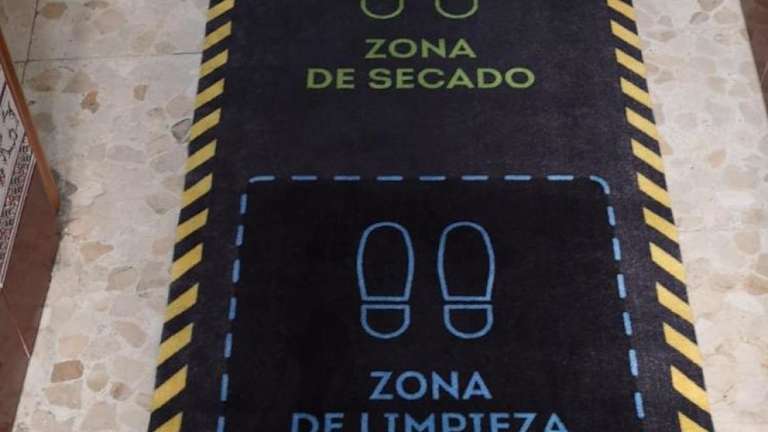 ZONA
DE SECADO
ZONA
DE LIMPIEZA